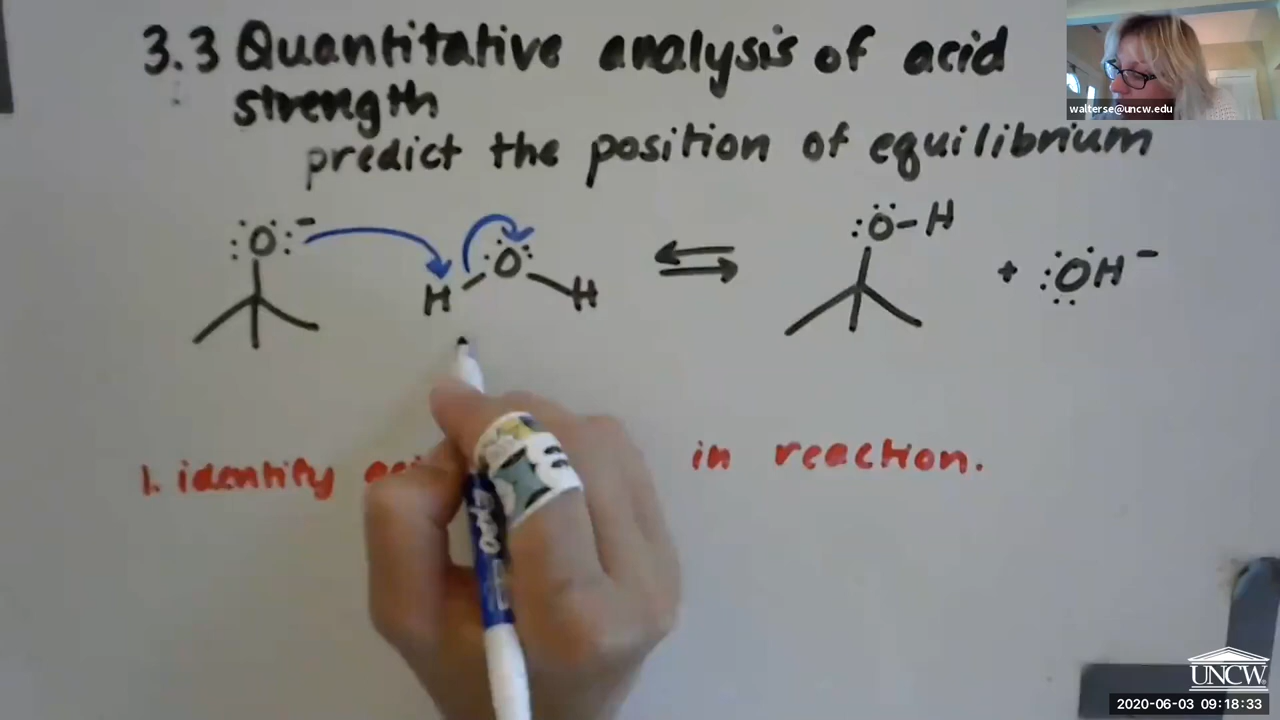 3.3 Quantitative analysis of acid
strength
predict the position of equilibrium
walterse@uncw.edu
:Ö:⁻ H Ö: H ⇌ :Ö-H + :ÖH⁻
1. identify in reaction.
UNCW
2020-06-03 09:18:33